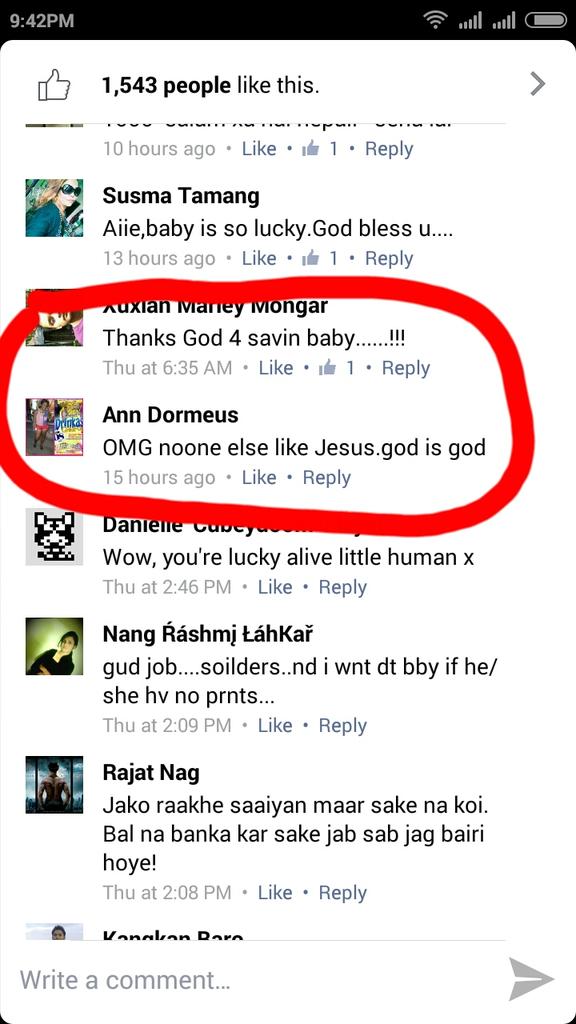 9:42PM
1,543 people like this.
10 hours ago • Like • 1 • Reply
Susma Tamang
Aiie,baby is so lucky.God bless u....
13 hours ago • Like • 1 • Reply
Xuxian Marley Mongar
Thanks God 4 savin baby......!!!
Thu at 6:35 AM • Like • 1 • Reply
Ann Dormeus
OMG noone else like Jesus.god is god
15 hours ago • Like • Reply
Danielle
Wow, you're lucky alive little human x
Thu at 2:46 PM • Like • Reply
Nang Ŕáshmį ŁáhKař
gud job....soilders..nd i wnt dt bby if he/
she hv no prnts...
Thu at 2:09 PM • Like • Reply
Rajat Nag
Jako raakhe saaiyan maar sake na koi.
Bal na banka kar sake jab sab jag bairi
hoye!
Thu at 2:08 PM • Like • Reply
Kangkan Baro
Write a comment...